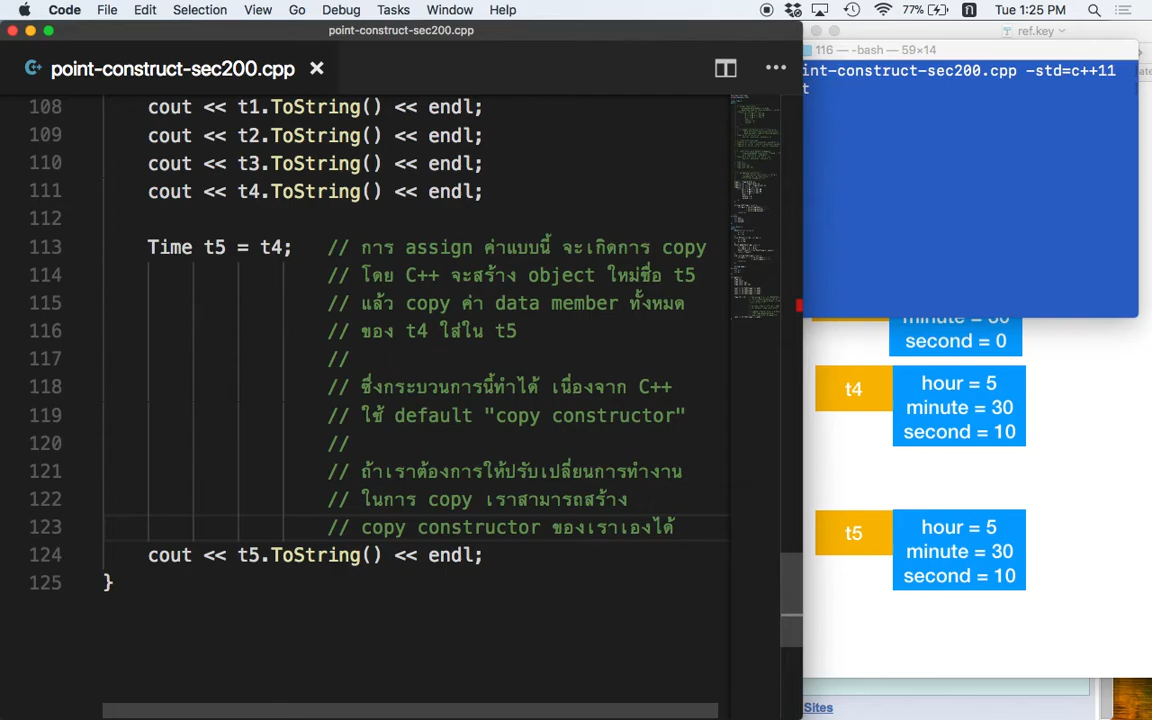 Code File Edit Selection View Go Debug Tasks Window Help 77% Tue 1:25 PM
point-construct-sec200.cpp
ref.key
point-construct-sec200.cpp
116 — -bash — 59×14
int-construct-sec200.cpp -std=c++11
t
108 cout << t1.ToString() << endl;
109 cout << t2.ToString() << endl;
110 cout << t3.ToString() << endl;
111 cout << t4.ToString() << endl;
112
113 Time t5 = t4; // การ assign ค่าแบบนี้ จะเกิดการ copy
114 // โดย C++ จะสร้าง object ใหม่ชื่อ t5
115 // แล้ว copy ค่า data member ทั้งหมด
116 // ของ t4 ใส่ใน t5
117 //
118 // ซึ่งกระบวนการนี้ทำได้ เนื่องจาก C++
119 // ใช้ default "copy constructor"
120 //
121 // ถ้าเราต้องการให้ปรับเปลี่ยนการทำงาน
122 // ในการ copy เราสามารถสร้าง
123 // copy constructor ของเราเองได้
124 cout << t5.ToString() << endl;
125 }
minute = 30
second = 0
t4
hour = 5
minute = 30
second = 10
t5
hour = 5
minute = 30
second = 10
Sites